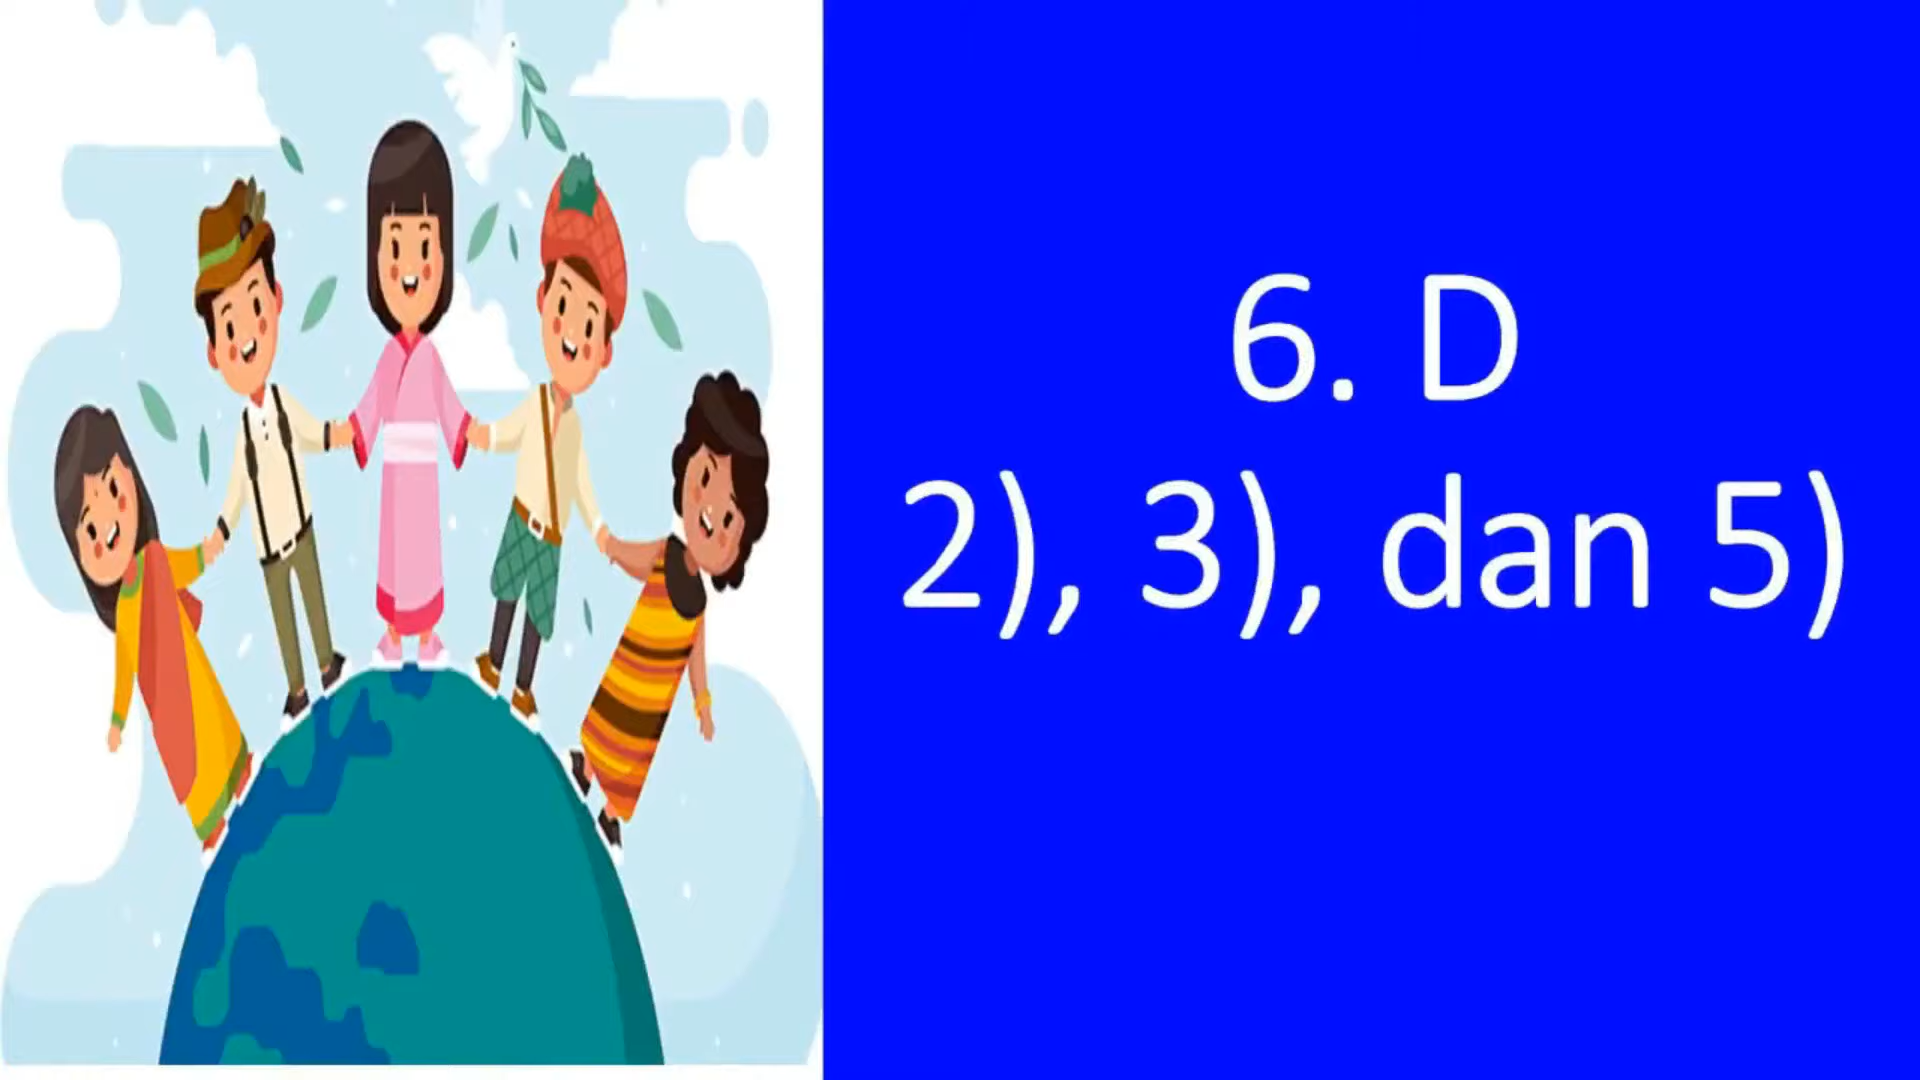 6. D
2), 3), dan 5)